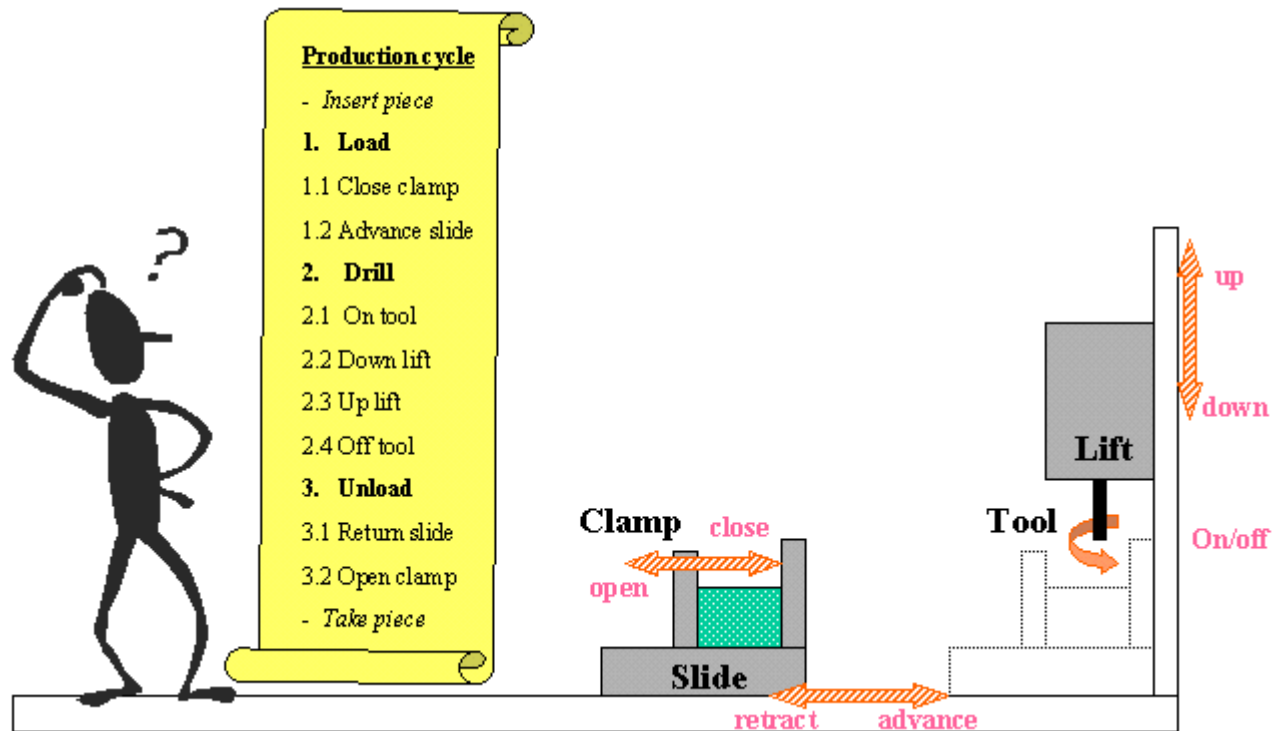 Production cycle
- Insert piece
1. Load
1.1 Close clamp
1.2 Advance slide
2. Drill
2.1 On tool
2.2 Down lift
2.3 Up lift
2.4 Off tool
3. Unload
3.1 Return slide
3.2 Open clamp
- Take piece
?
Clamp
close
open
Slide
retract
advance
Tool
Lift
up
down
On/off